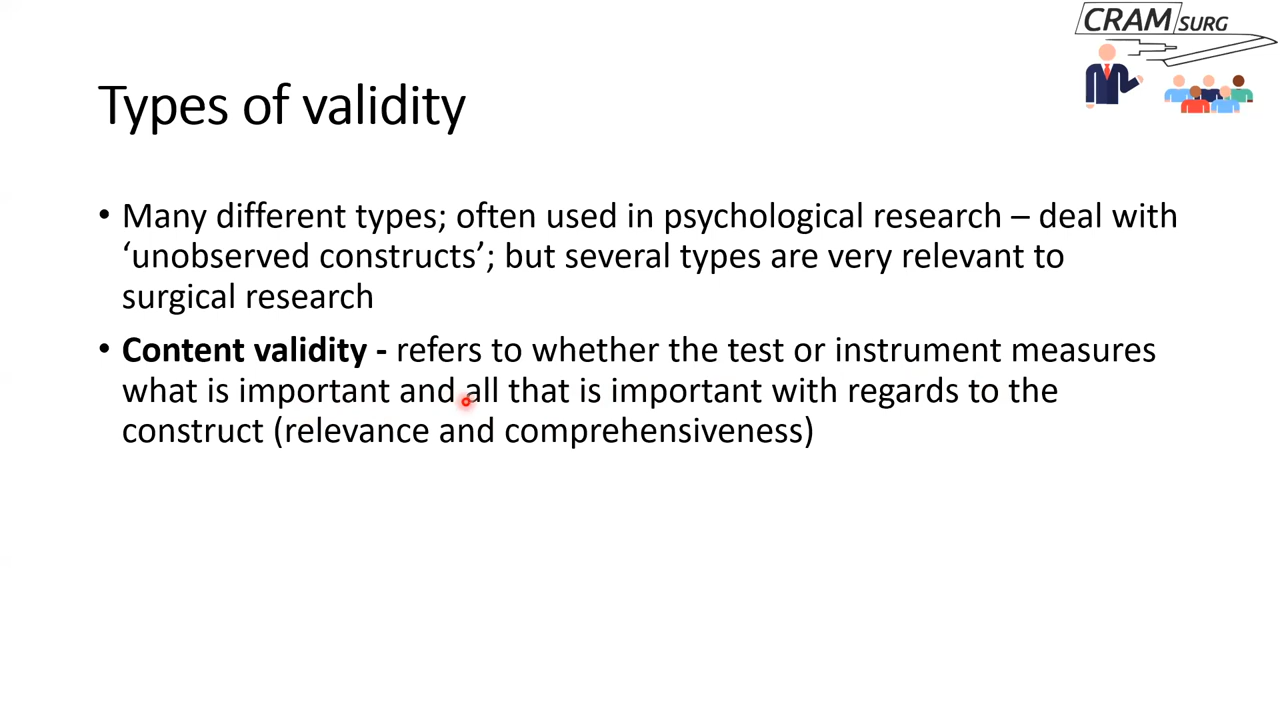 CRAM SURG
Types of validity
• Many different types; often used in psychological research – deal with
‘unobserved constructs’; but several types are very relevant to
surgical research
• Content validity - refers to whether the test or instrument measures
what is important and all that is important with regards to the
construct (relevance and comprehensiveness)